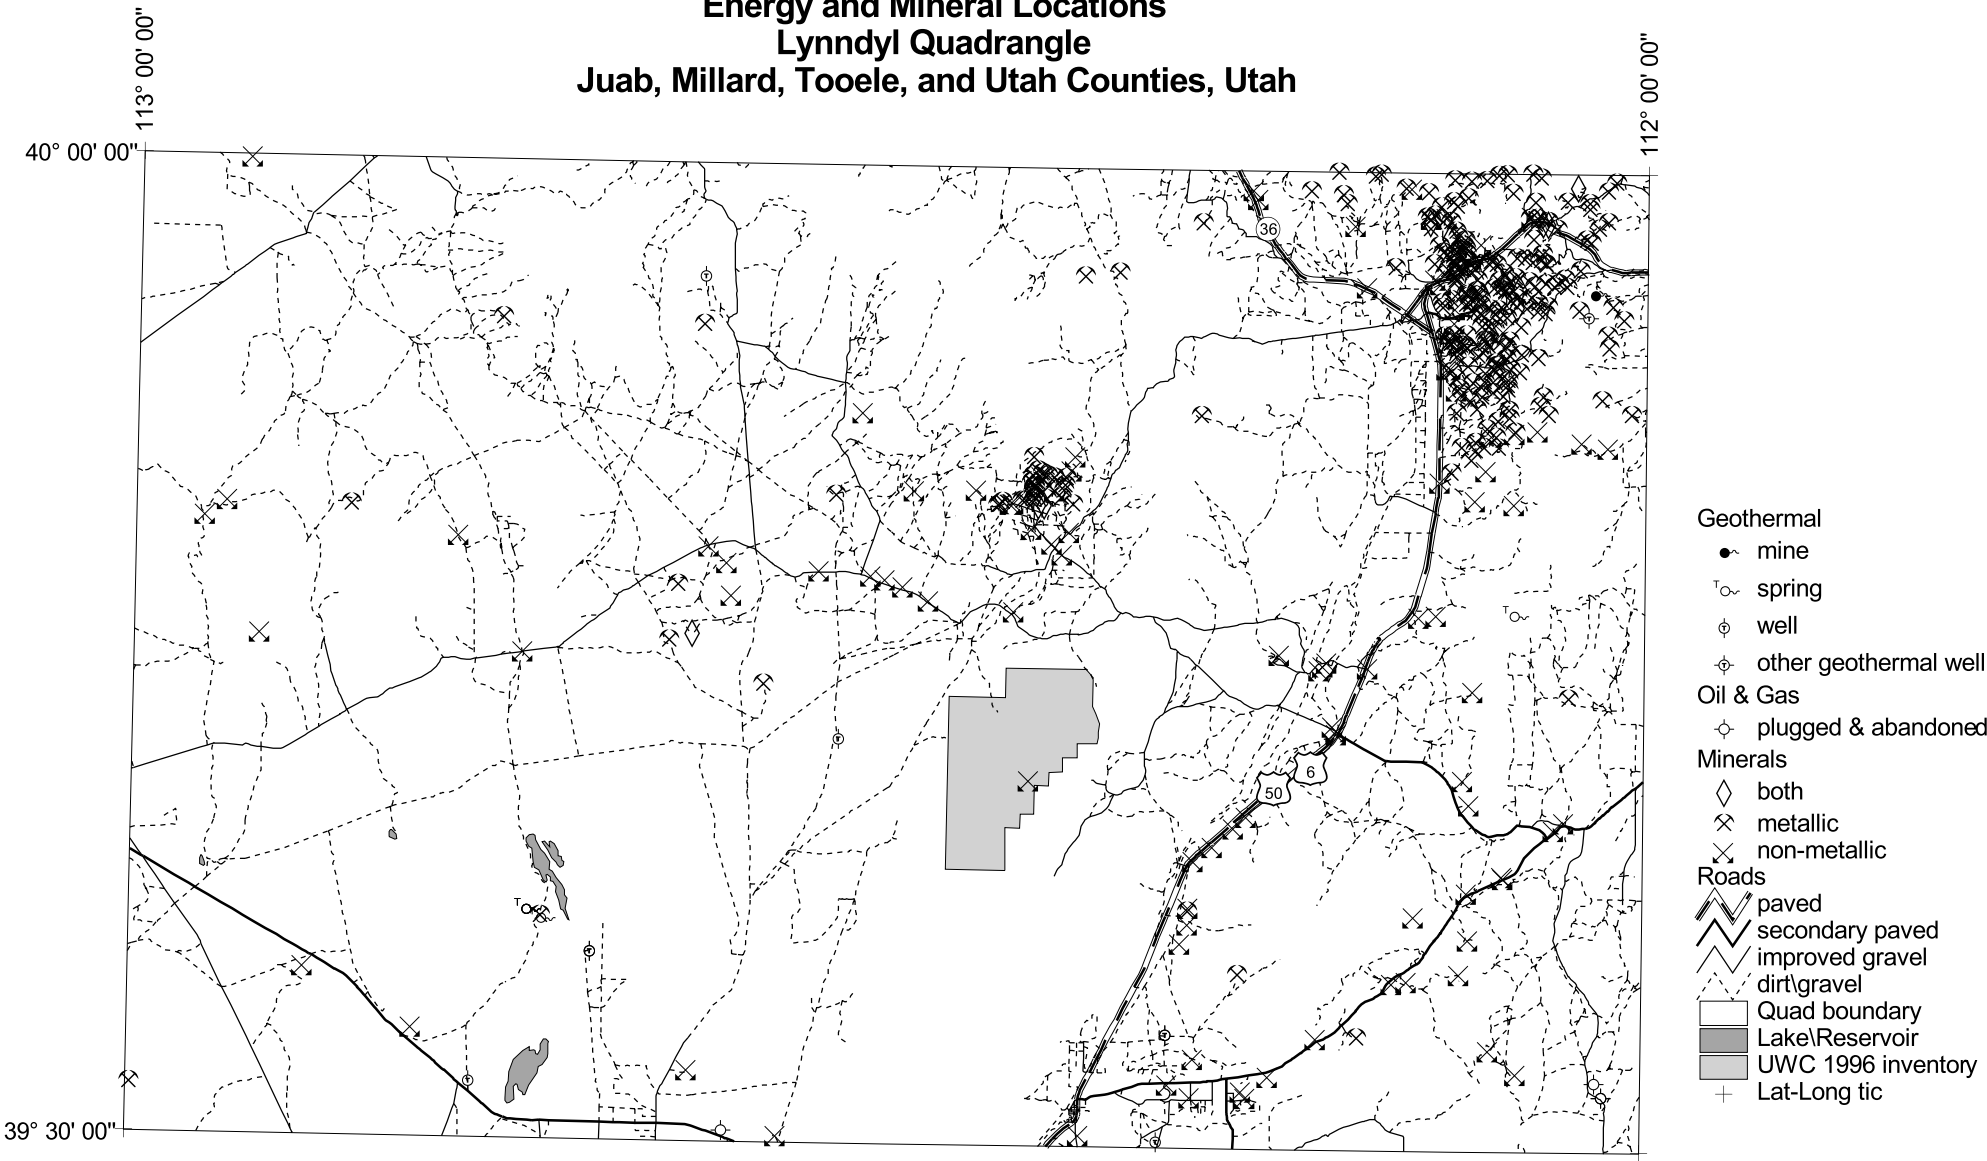 Energy and Mineral Locations
Lynndyl Quadrangle
Juab, Millard, Tooele, and Utah Counties, Utah
113° 00' 00"
112° 00' 00"
40° 00' 00"
36
6
50
T
T
39° 30' 00"
Geothermal
mine
T
spring
T
well
T
other geothermal well
Oil & Gas
plugged & abandoned
Minerals
both
metallic
non-metallic
Roads
paved
secondary paved
improved gravel
dirt\gravel
Quad boundary
Lake\Reservoir
UWC 1996 inventory
Lat-Long tic